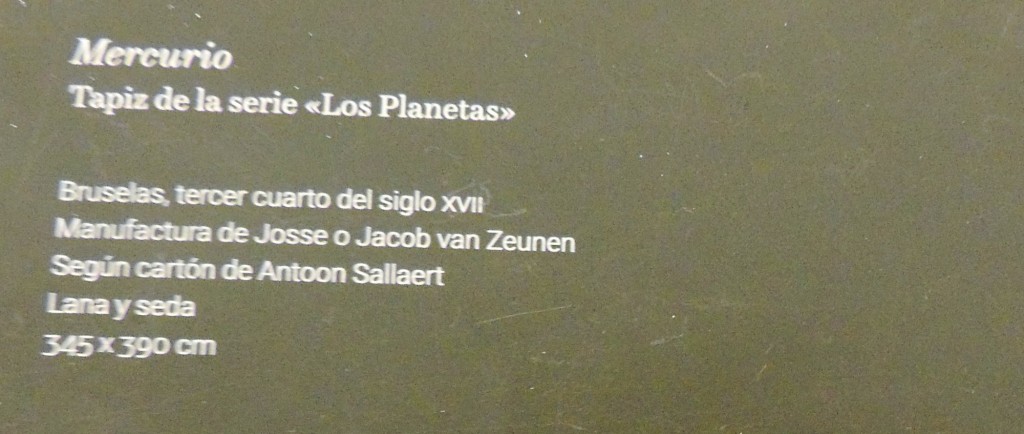 Mercurio
Tapiz de la serie «Los Planetas»
Bruselas, tercer cuarto del siglo XVII
Manufactura de Josse o Jacob van Zeunen
Según cartón de Antoon Sallaert
Lana y seda
345 x 390 cm